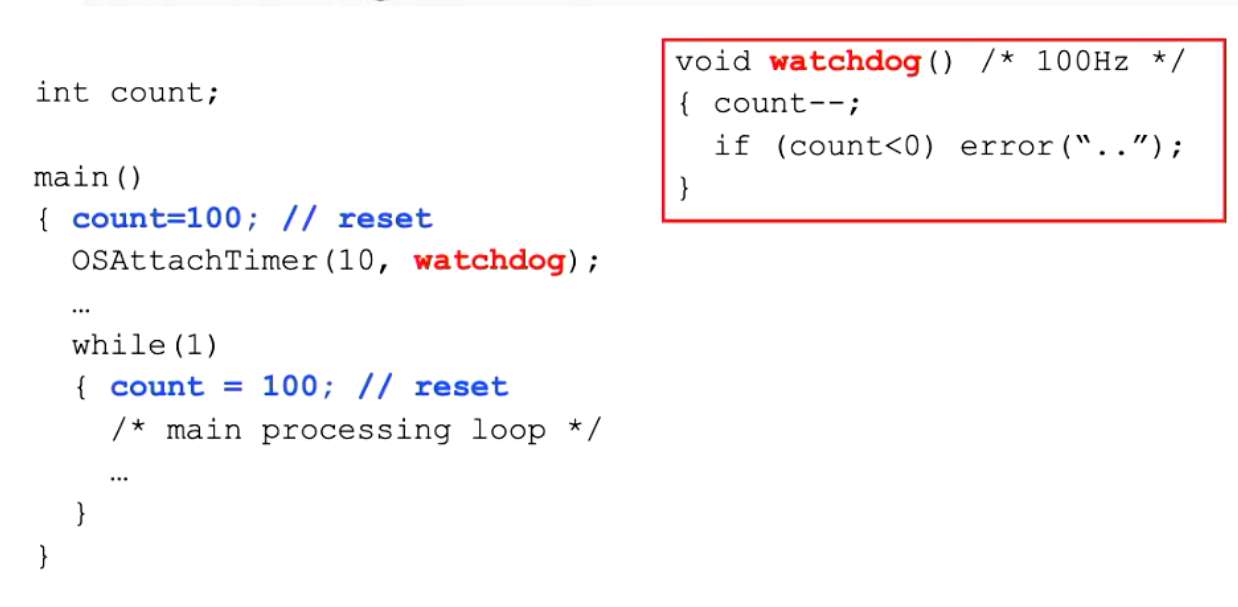 int count;
main()
{ count=100; // reset
OSAttachTimer(10, watchdog);
…
while(1)
{ count = 100; // reset
/* main processing loop */
…
}
}
void watchdog() /* 100Hz */
{ count--;
if (count<0) error(“..”);
}